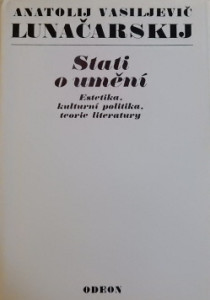 ANATOLIJ VASILJEVIČ
LUNAČARSKIJ
Stati
o umění
Estetika,
kulturní politika,
teorie literatury
ODEON